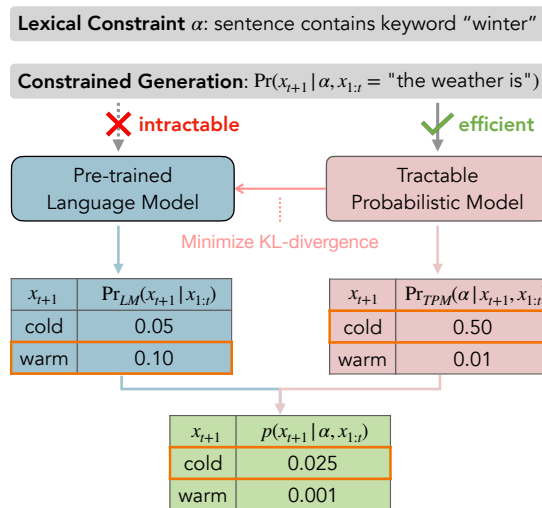 Lexical Constraint α: sentence contains keyword “winter”
Constrained Generation: Pr(x_{t+1} | α, x_{1:t} = "the weather is")
intractable
efficient
Pre-trained
Language Model
Tractable
Probabilistic Model
Minimize KL-divergence
x_{t+1} Pr_{LM}(x_{t+1} | x_{1:t})
cold 0.05
warm 0.10
x_{t+1} Pr_{TPM}(α | x_{t+1}, x_{1:t}
cold 0.50
warm 0.01
x_{t+1} p(x_{t+1} | α, x_{1:t})
cold 0.025
warm 0.001